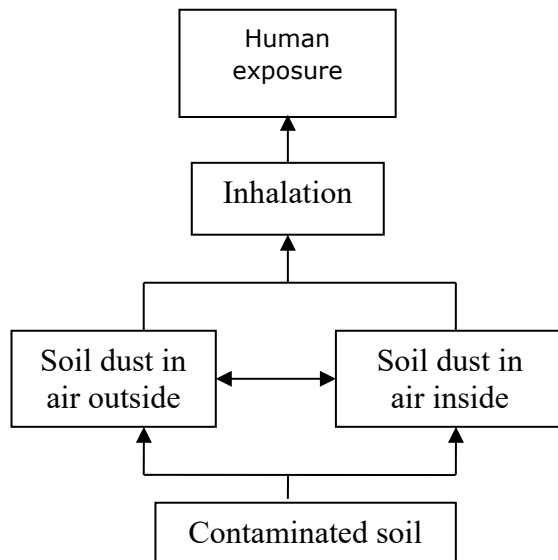 Human
exposure
Inhalation
Soil dust in
air outside
Soil dust in
air inside
Contaminated soil